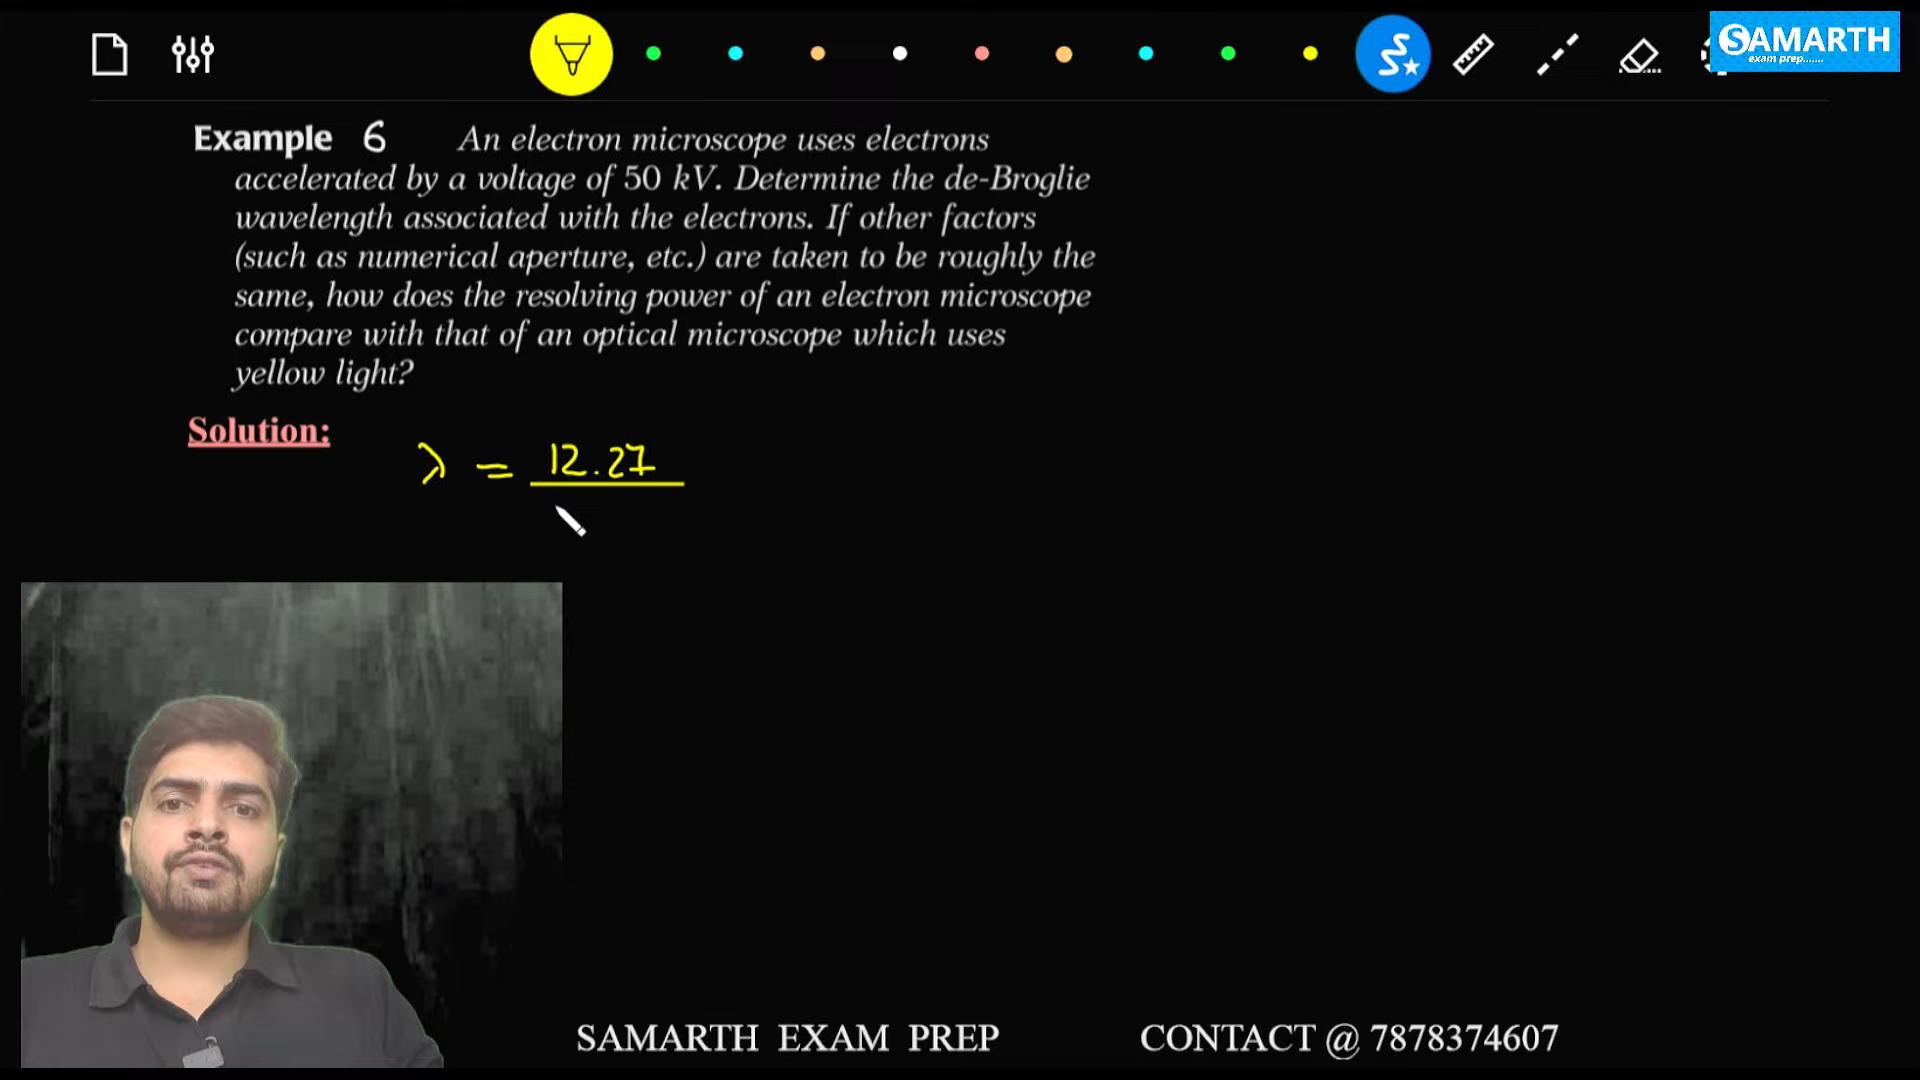 SAMARTH
exam prep.......
Example 6 An electron microscope uses electrons
accelerated by a voltage of 50 kV. Determine the de-Broglie
wavelength associated with the electrons. If other factors
(such as numerical aperture, etc.) are taken to be roughly the
same, how does the resolving power of an electron microscope
compare with that of an optical microscope which uses
yellow light?
Solution:
λ = 12.27
SAMARTH EXAM PREP CONTACT @ 7878374607